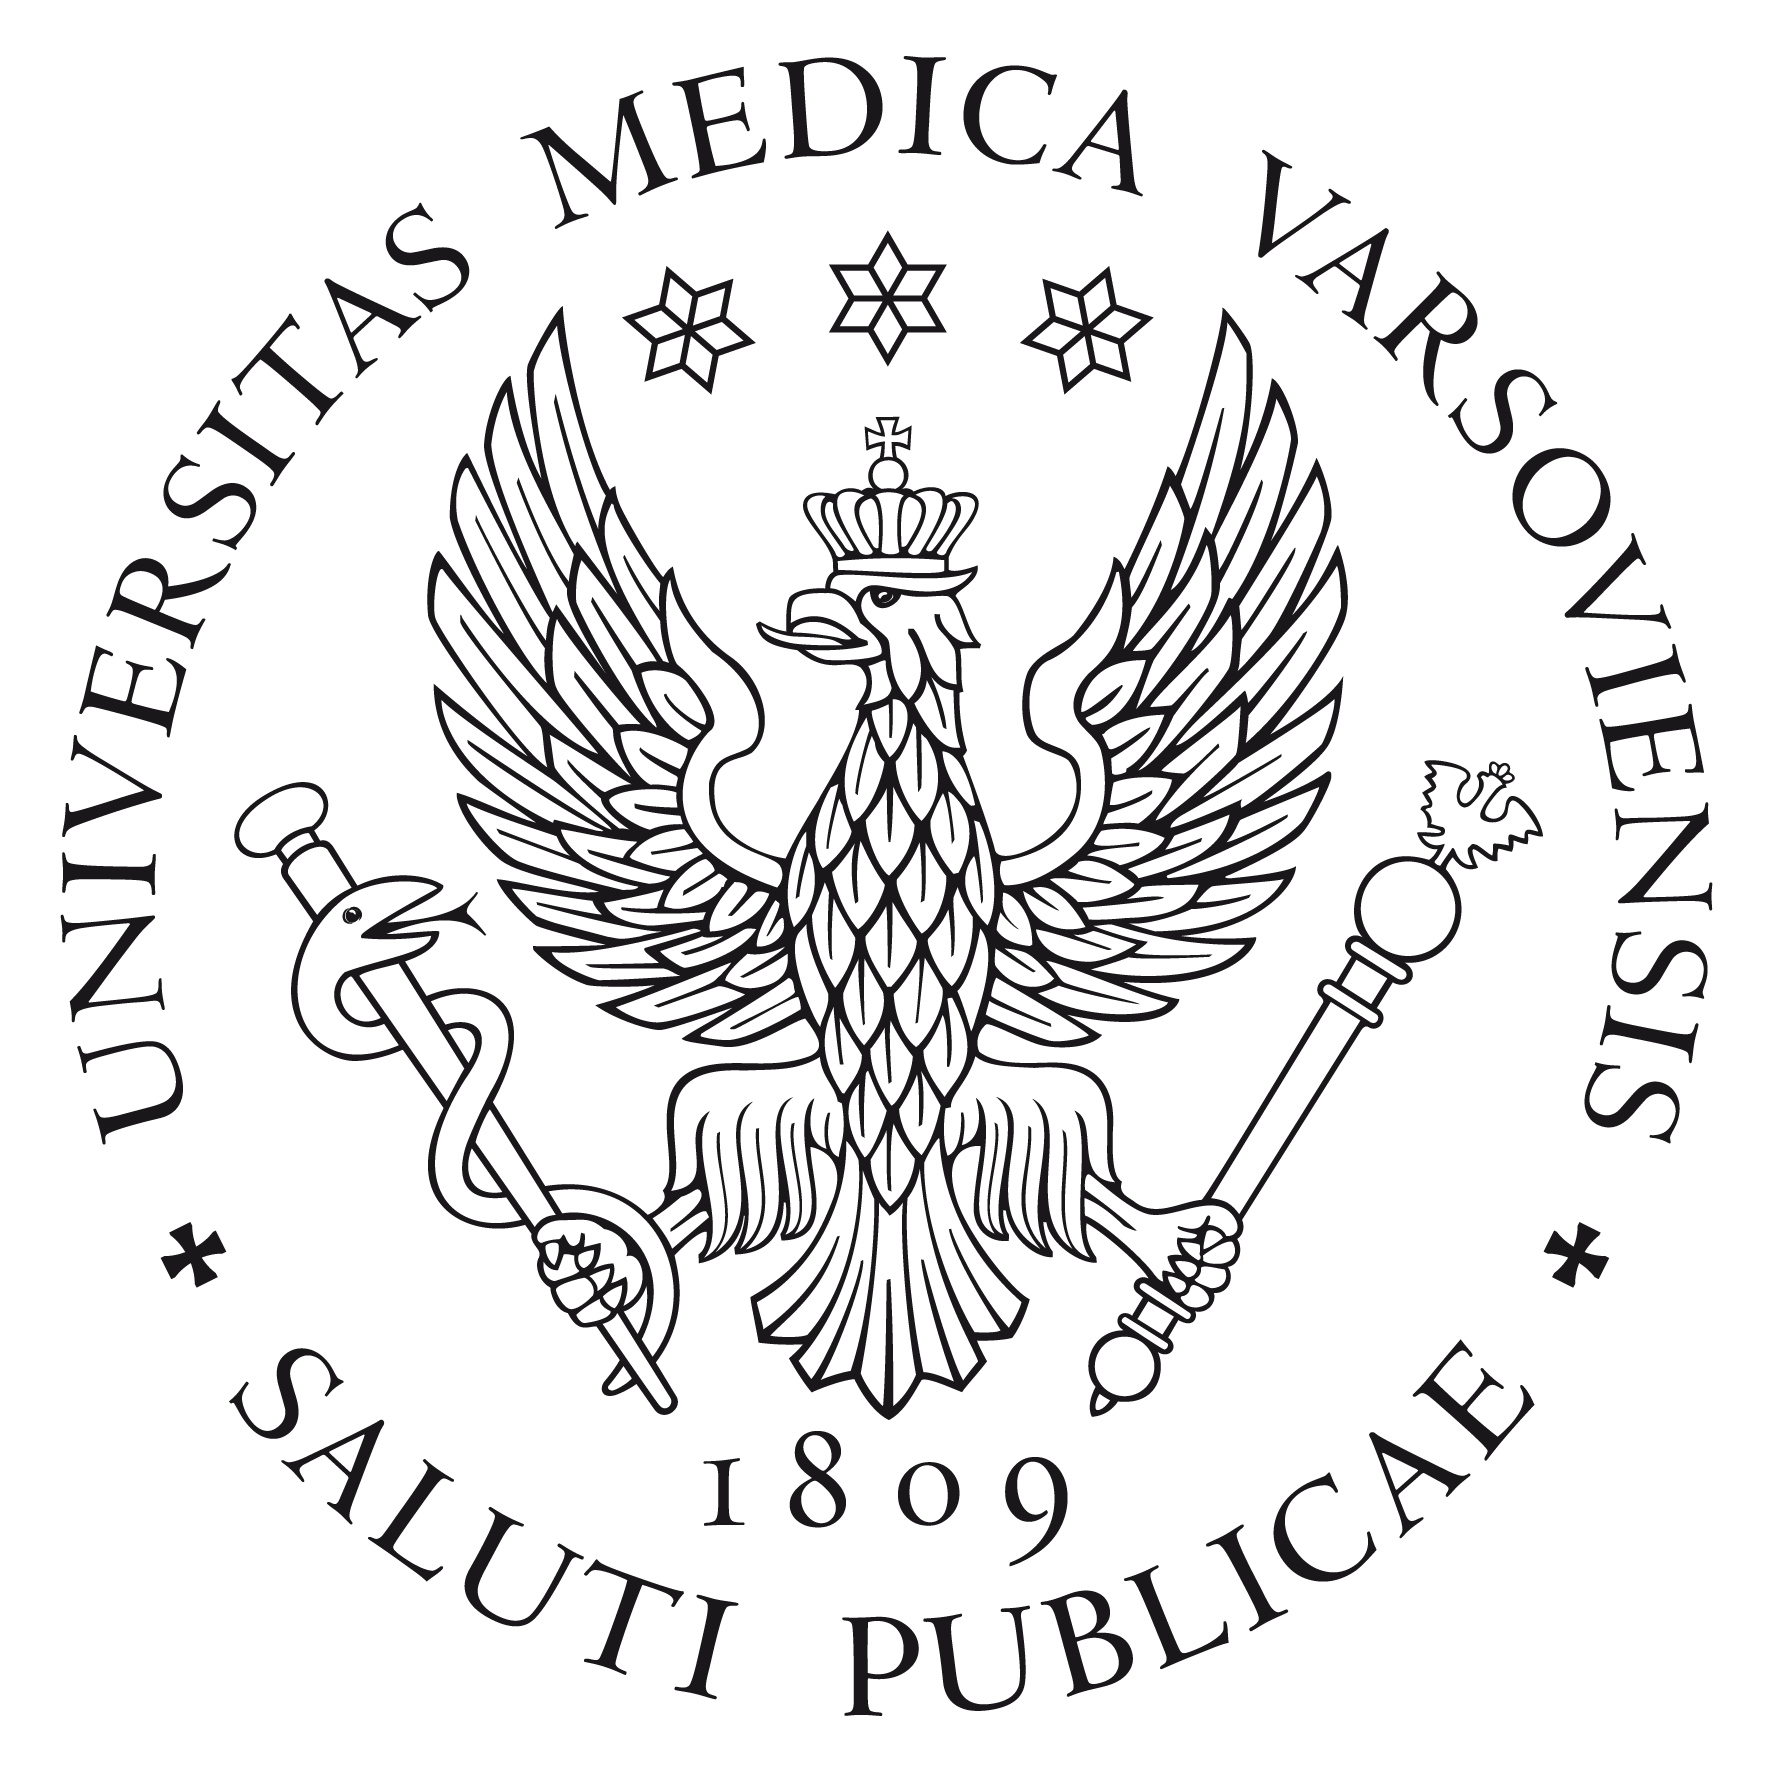 UNIVERSITAS MEDICA VARSOVIENSIS
1809
SALUTI PUBLICAE